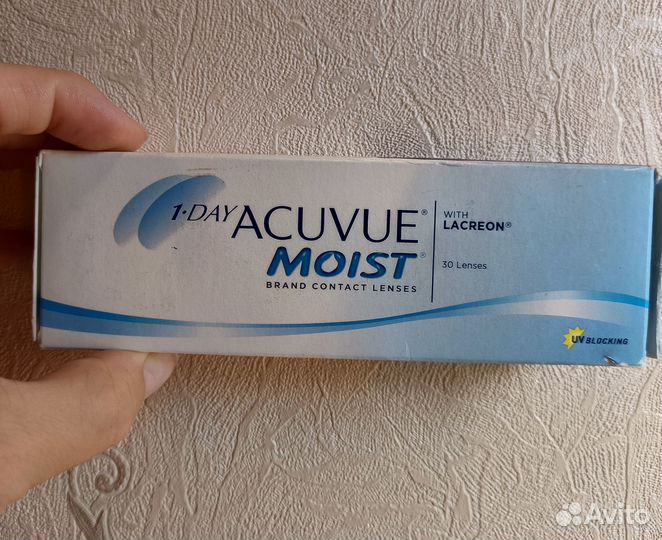 1·DAY ACUVUE®
MOIST®
BRAND CONTACT LENSES
WITH
LACREON®
30 Lenses
UV BLOCKING
Avito